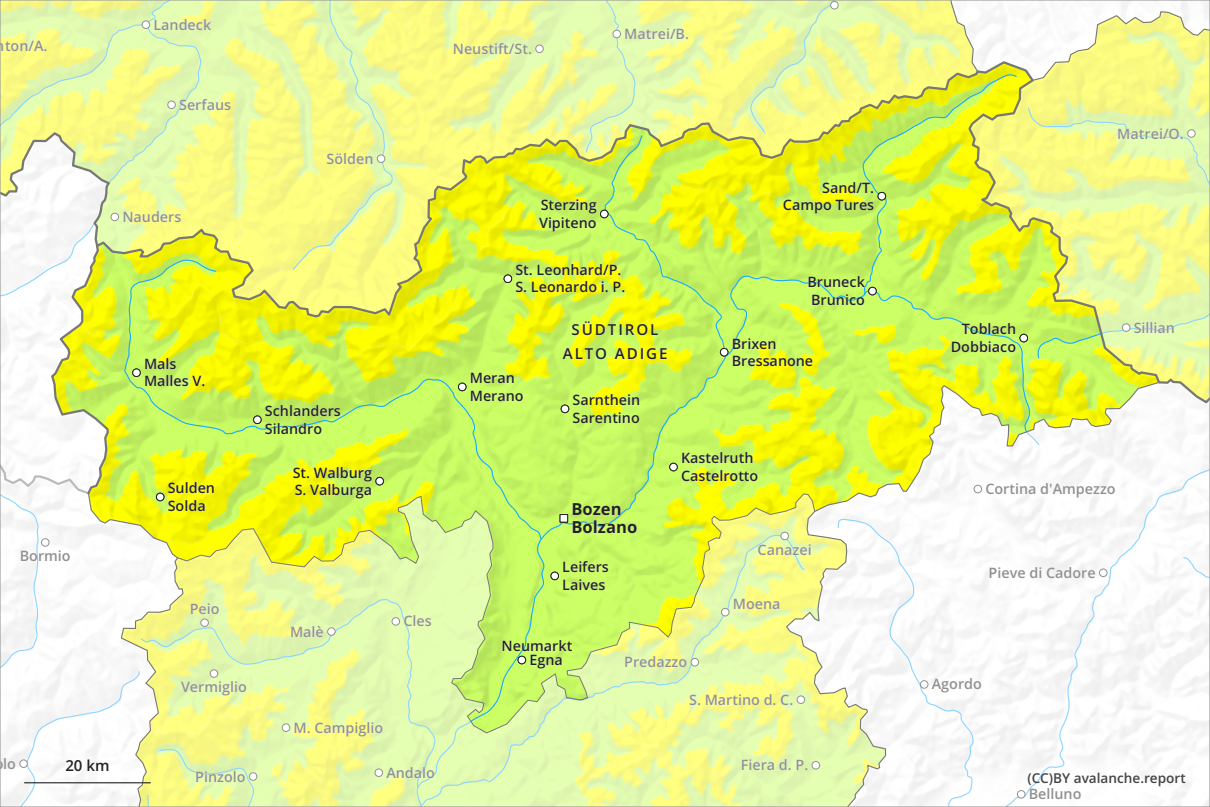 Landeck
Matrei/B.
Neustift/St.
Serfaus
Matrei/O.
Sölden
Nauders
Sand/T.
Campo Tures
Sterzing
Vipiteno
St. Leonhard/P.
S. Leonardo i. P.
Bruneck
Brunico
SÜDTIROL
ALTO ADIGE
Toblach
Dobbiaco
Sillian
Brixen
Bressanone
Mals
Malles V.
Meran
Merano
Schlanders
Silandro
Sarnthein
Sarentino
Kastelruth
Castelrotto
St. Walburg
S. Valburga
Sulden
Solda
Cortina d'Ampezzo
Bozen
Bolzano
Bormio
Canazei
Leifers
Laives
Pieve di Cadore
Peio
Moena
Malè
Cles
Neumarkt
Egna
Predazzo
Vermiglio
Agordo
S. Martino d. C.
M. Campiglio
20 km
Pinzolo
Andalo
Fiera d. P.
(CC)BY avalanche.report
Belluno